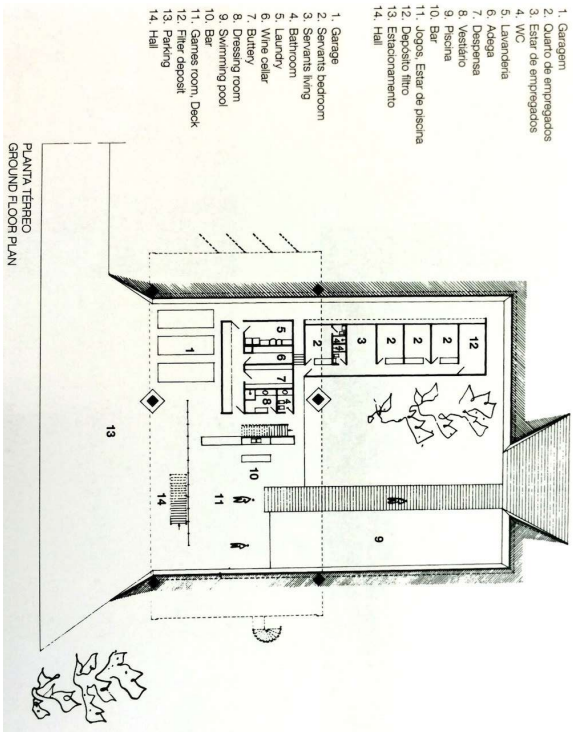 12
2
2
2
3
4 4
2
9
5
6
7
8
4
10
11
1
14
13
1. Garagem
2. Quarto de empregados
3. Estar de empregados
4. WC
5. Lavanderia
6. Adega
7. Despensa
8. Vestiário
9. Piscina
10. Bar
11. Jogos, Estar de piscina
12. Depósito filtro
13. Estacionamento
14. Hall
1. Garage
2. Servants bedroom
3. Servants living
4. Bathroom
5. Laundry
6. Wine cellar
7. Buttery
8. Dressing room
9. Swimming pool
10. Bar
11. Games room, Deck
12. Filter deposit
13. Parking
14. Hall
PLANTA TÉRREO
GROUND FLOOR PLAN